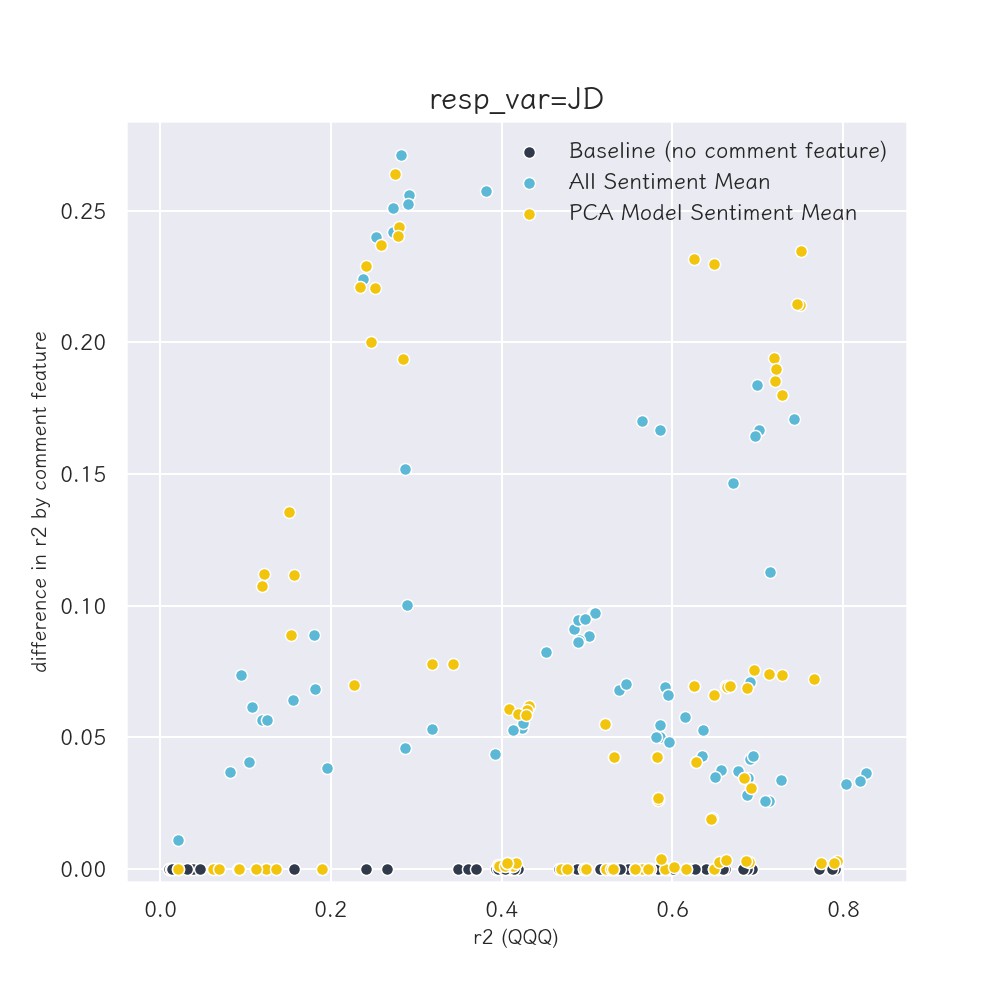 resp_var=JD
Baseline (no comment feature)
All Sentiment Mean
PCA Model Sentiment Mean
difference in r2 by comment feature
0.25
0.20
0.15
0.10
0.05
0.00
0.0 0.2 0.4 0.6 0.8
r2 (QQQ)